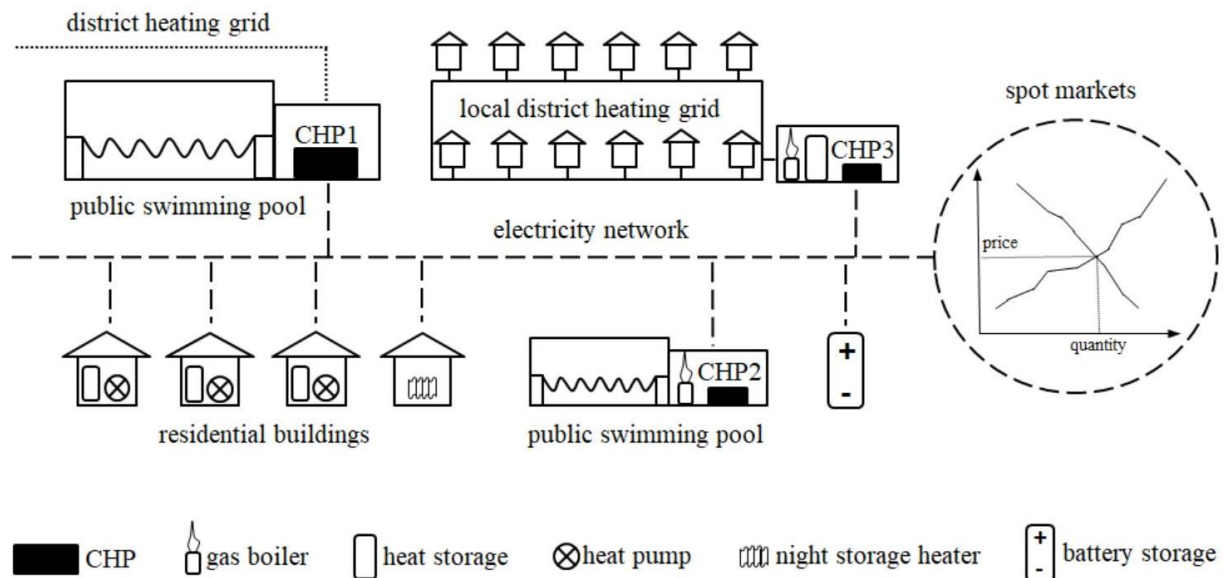 district heating grid
CHP1
public swimming pool
local district heating grid
CHP3
spot markets
price
quantity
electricity network
residential buildings
CHP2
public swimming pool
+
-
CHP
gas boiler
heat storage
heat pump
night storage heater
+
-
battery storage